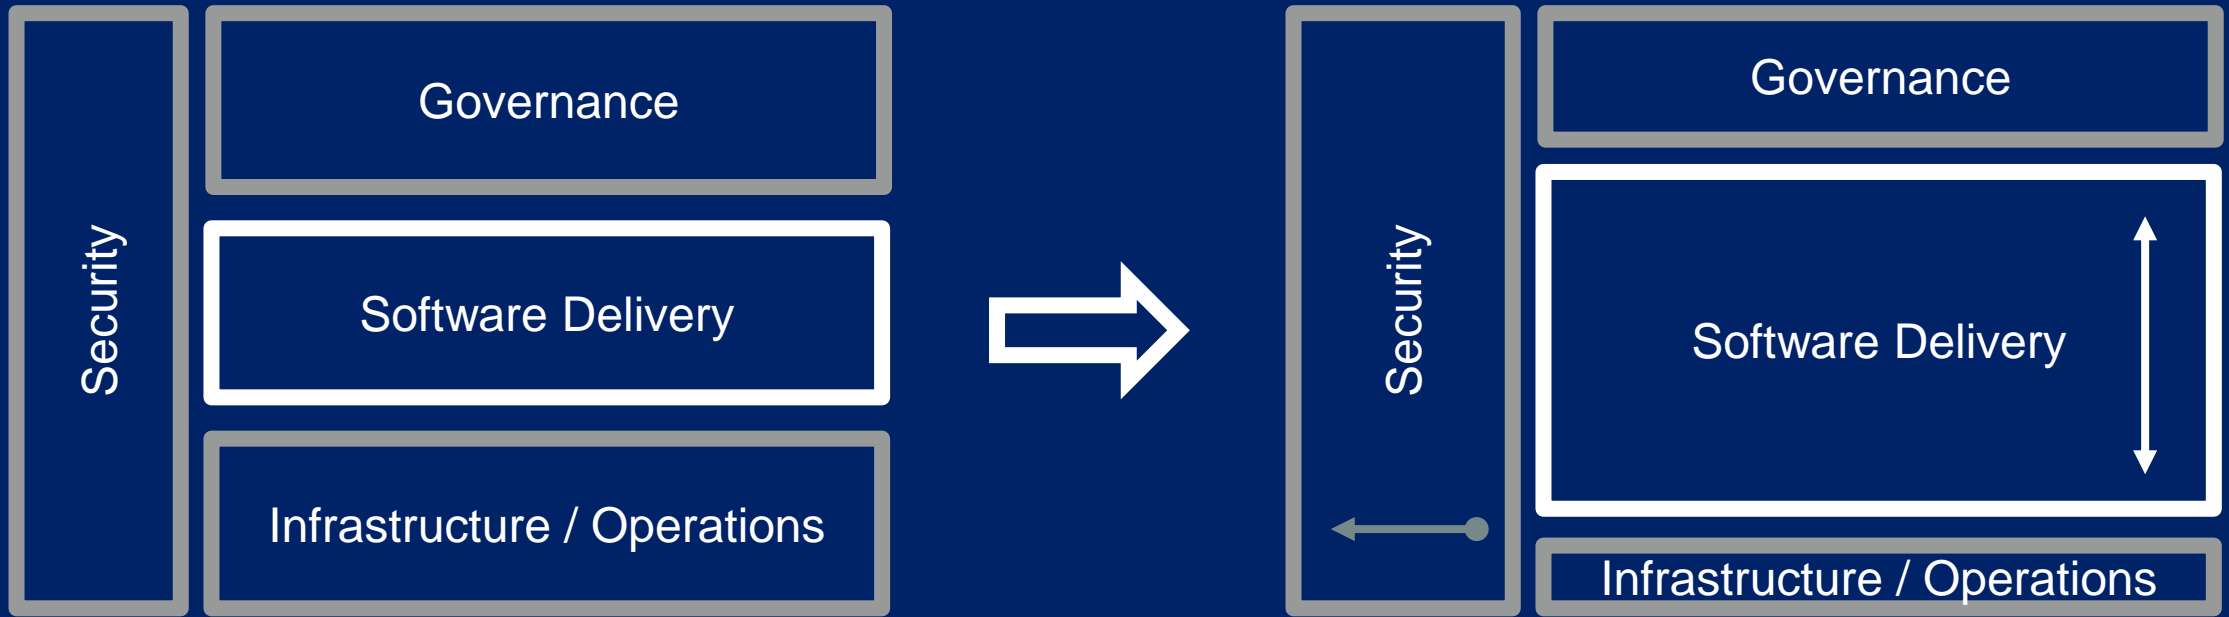 Security
Governance
Software Delivery
Infrastructure / Operations
Security
Governance
Software Delivery
Infrastructure / Operations